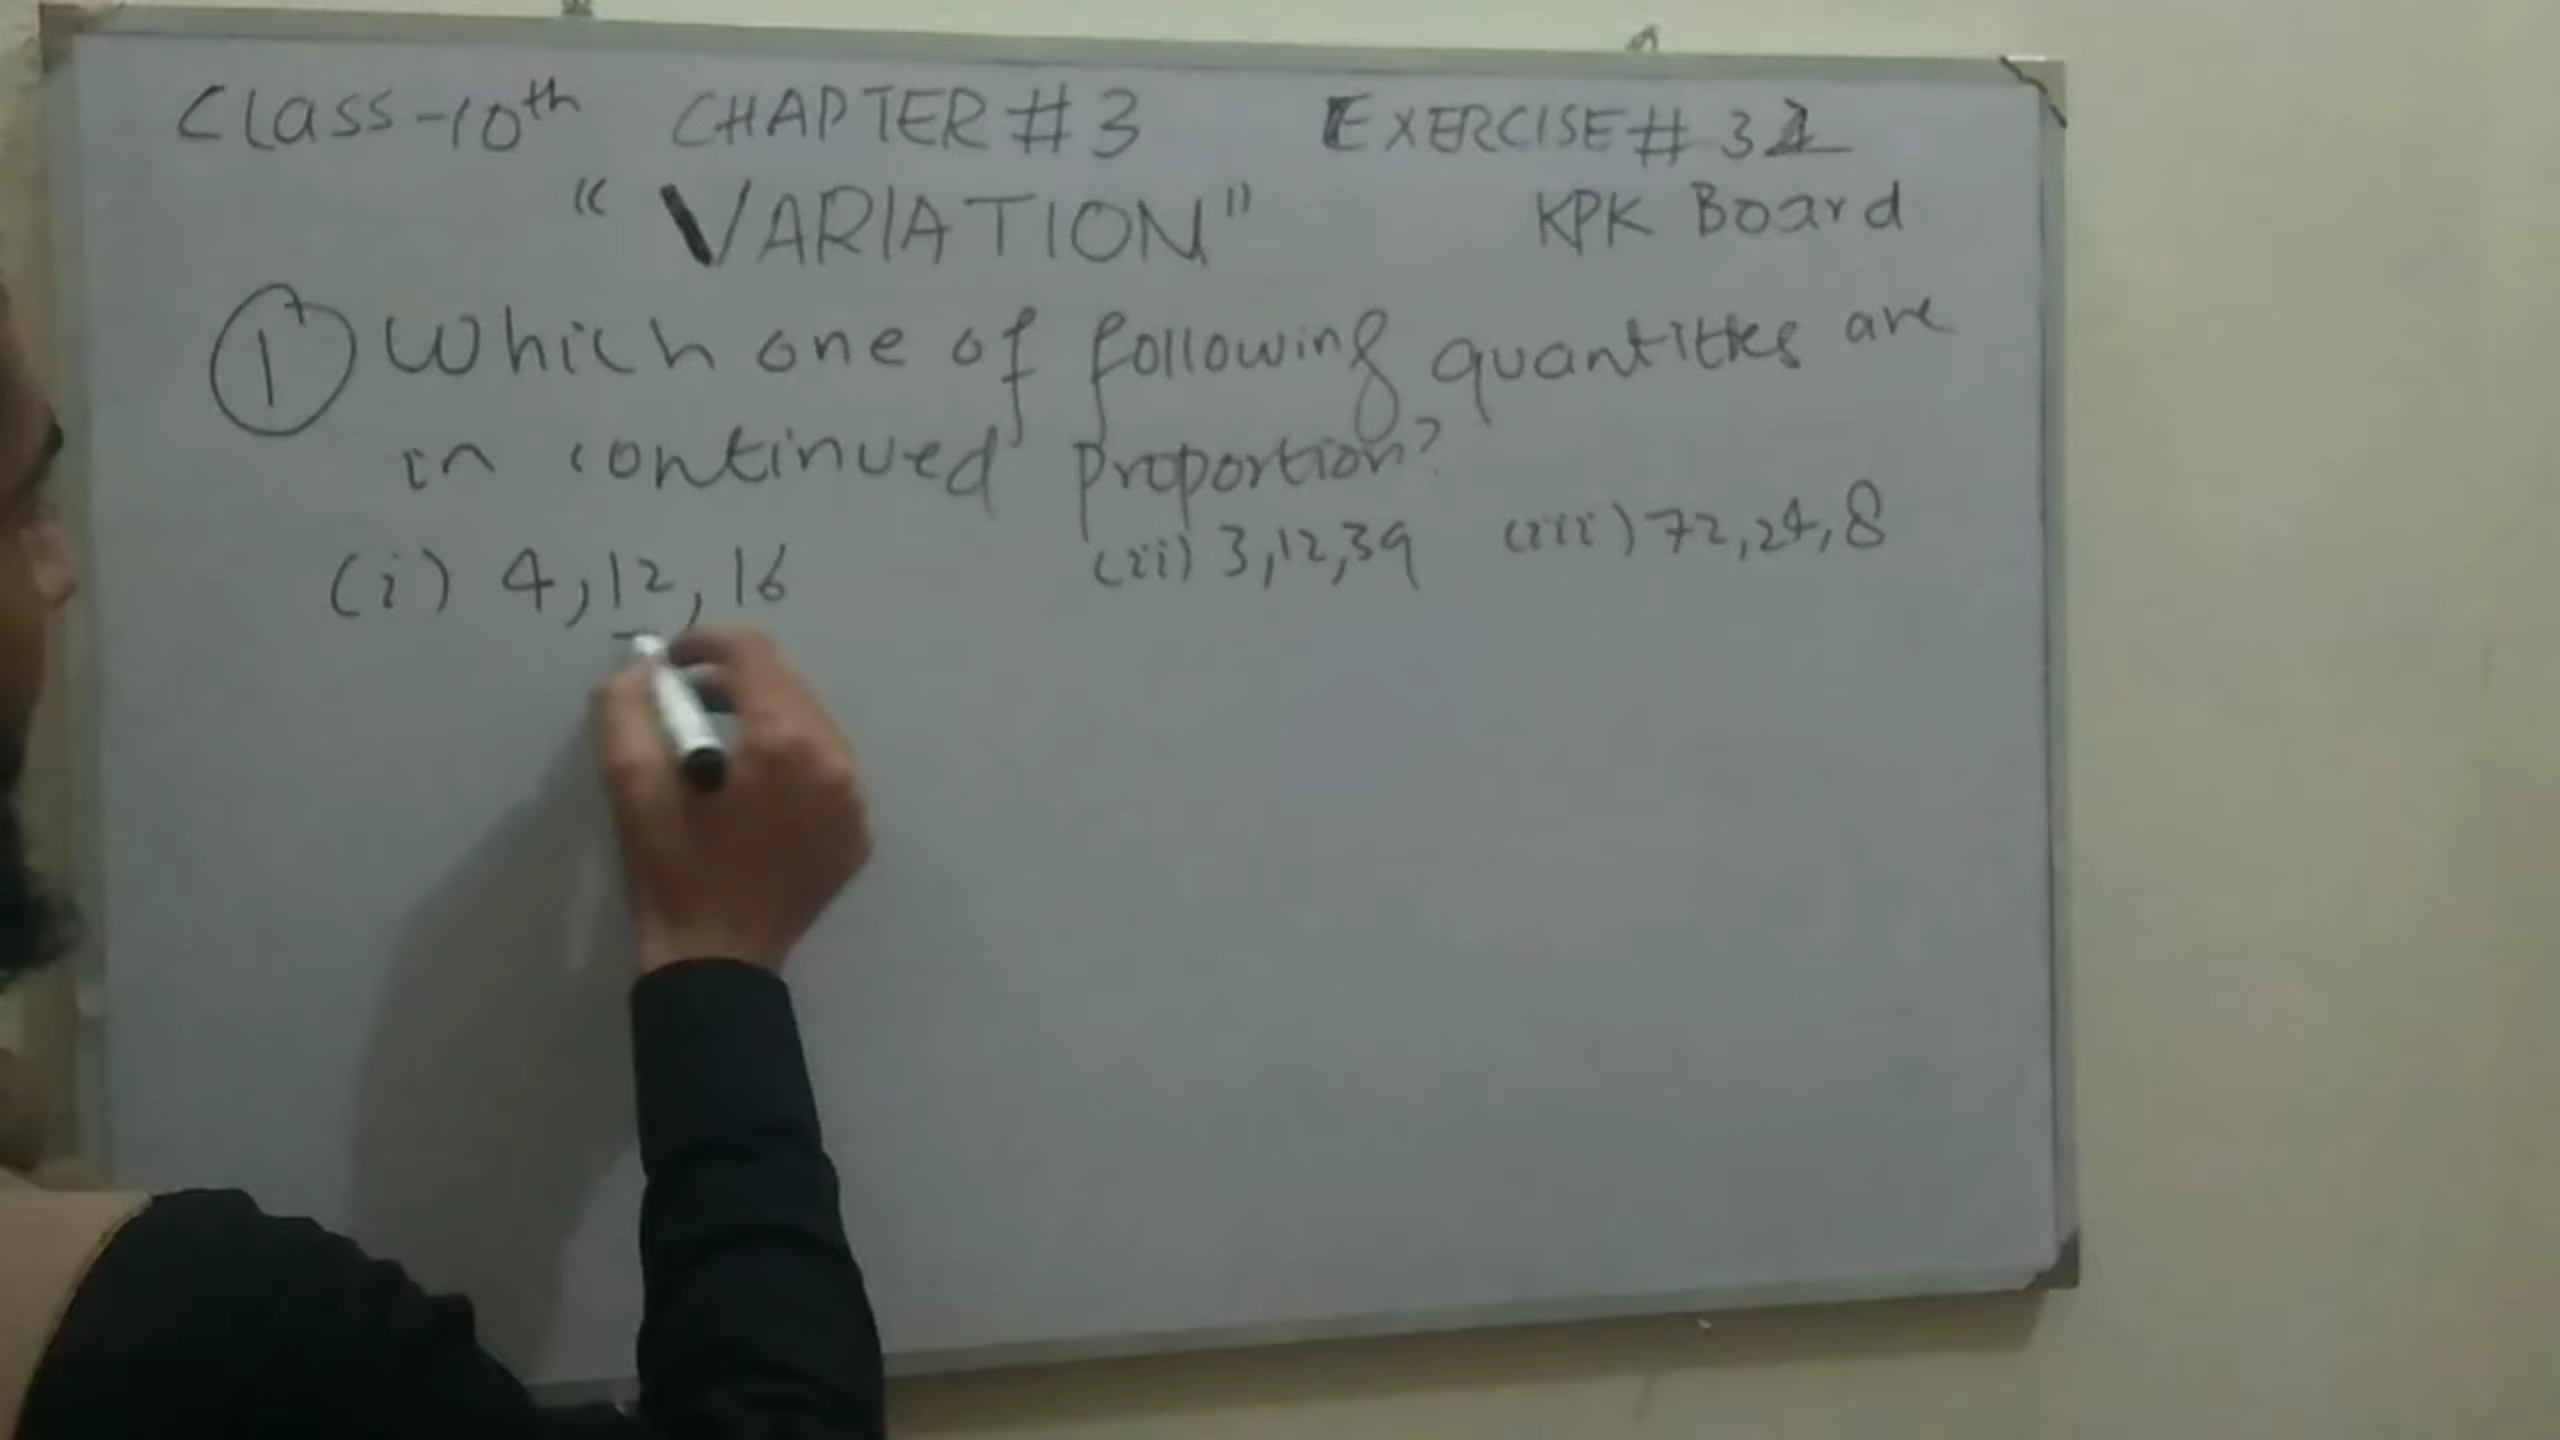 Class-10th CHAPTER # 3 EXERCISE # 3.2
"VARIATION" KPK Board
1 Which one of following quantities are
in continued proportion?
(i) 4, 12, 16 (ii) 3, 12, 39 (iii) 72, 24, 8